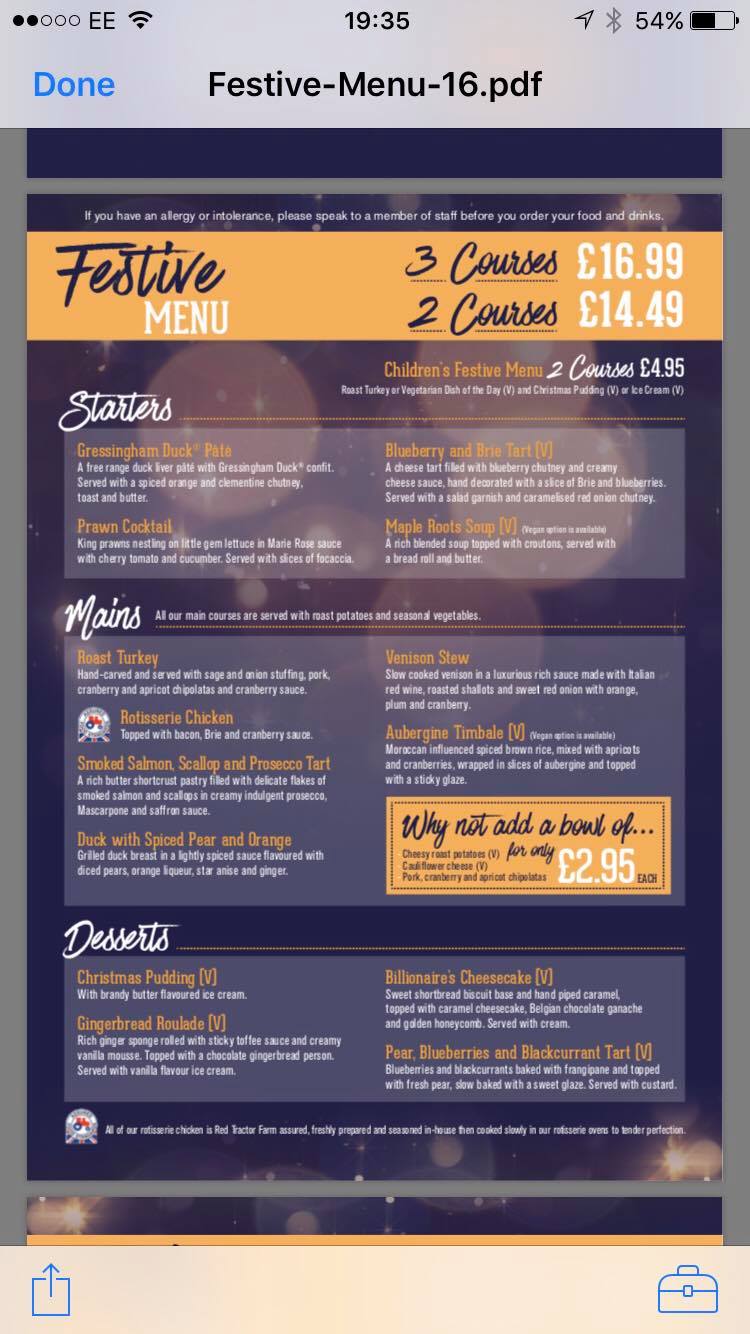 EE 19:35 54%
Done Festive-Menu-16.pdf
If you have an allergy or intolerance, please speak to a member of staff before you order your food and drinks.
Festive
MENU
3 Courses £16.99
2 Courses £14.49
Children's Festive Menu 2 Courses £4.95
Roast Turkey or Vegetarian Dish of the Day (V) and Christmas Pudding (V) or Ice Cream (V)
Starters
Gressingham Duck® Pâté
A free range duck liver pâté with Gressingham Duck® confit.
Served with a spiced orange and clementine chutney,
toast and butter.
Prawn Cocktail
King prawns nestling on little gem lettuce in Marie Rose sauce
with cherry tomato and cucumber. Served with slices of focaccia.
Blueberry and Brie Tart (V)
A cheese tart filled with blueberry chutney and creamy
cheese sauce, hand decorated with a slice of Brie and blueberries.
Served with a salad garnish and caramelised red onion chutney.
Maple Roots Soup (V) (Vegan option is available)
A rich blended soup topped with croutons, served with
a bread roll and butter.
Mains All our main courses are served with roast potatoes and seasonal vegetables.
Roast Turkey
Hand-carved and served with sage and onion stuffing, pork,
cranberry and apricot chipolatas and cranberry sauce.
Rotisserie Chicken
Topped with bacon, Brie and cranberry sauce.
Smoked Salmon, Scallop and Prosecco Tart
A rich butter shortcrust pastry filled with delicate flakes of
smoked salmon and scallops in creamy indulgent prosecco,
Mascarpone and saffron sauce.
Duck with Spiced Pear and Orange
Grilled duck breast in a lightly spiced sauce flavoured with
diced pears, orange liqueur, star anise and ginger.
Venison Stew
Slow cooked venison in a luxurious rich sauce made with Italian
red wine, roasted shallots and sweet red onion with orange,
plum and cranberry.
Aubergine Timbale (V) (Vegan option is available)
Moroccan influenced spiced brown rice, mixed with apricots
and cranberries, wrapped in slices of aubergine and topped
with a sticky glaze.
Why not add a bowl of...
Cheesy roast potatoes (V)
Cauliflower cheese (V)
Pork, cranberry and apricot chipolatas
for only £2.95 EACH
Desserts
Christmas Pudding (V)
With brandy butter flavoured ice cream.
Gingerbread Roulade (V)
Rich ginger sponge rolled with sticky toffee sauce and creamy
vanilla mousse. Topped with a chocolate gingerbread person.
Served with vanilla flavour ice cream.
Billionaire's Cheesecake (V)
Sweet shortbread biscuit base and hand piped caramel,
topped with caramel cheesecake, Belgian chocolate ganache
and golden honeycomb. Served with cream.
Pear, Blueberries and Blackcurrant Tart (V)
Blueberries and blackcurrants baked with frangipane and topped
with fresh pear, slow baked with a sweet glaze. Served with custard.
All of our rotisserie chicken is Red Tractor Farm assured, freshly prepared and seasoned in-house then cooked slowly in our rotisserie ovens to tender perfection.